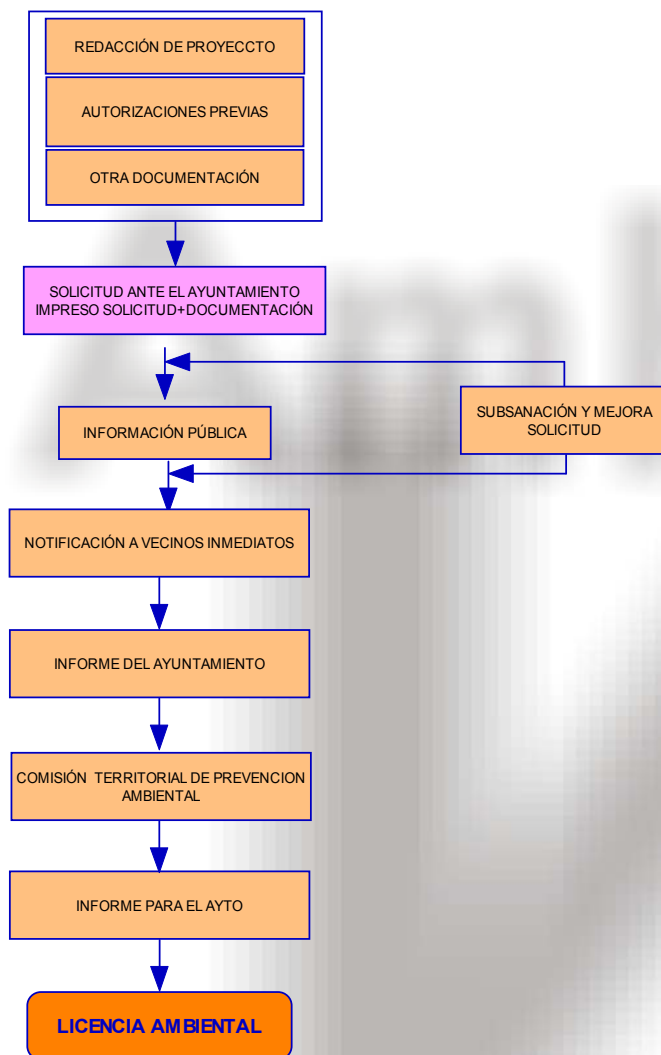 REDACCIÓN DE PROYECCTO
AUTORIZACIONES PREVIAS
OTRA DOCUMENTACIÓN
SOLICITUD ANTE EL AYUNTAMIENTO
IMPRESO SOLICITUD+DOCUMENTACIÓN
SUBSANACIÓN Y MEJORA
SOLICITUD
INFORMACIÓN PÚBLICA
NOTIFICACIÓN A VECINOS INMEDIATOS
INFORME DEL AYUNTAMIENTO
COMISIÓN TERRITORIAL DE PREVENCION
AMBIENTAL
INFORME PARA EL AYTO
LICENCIA AMBIENTAL